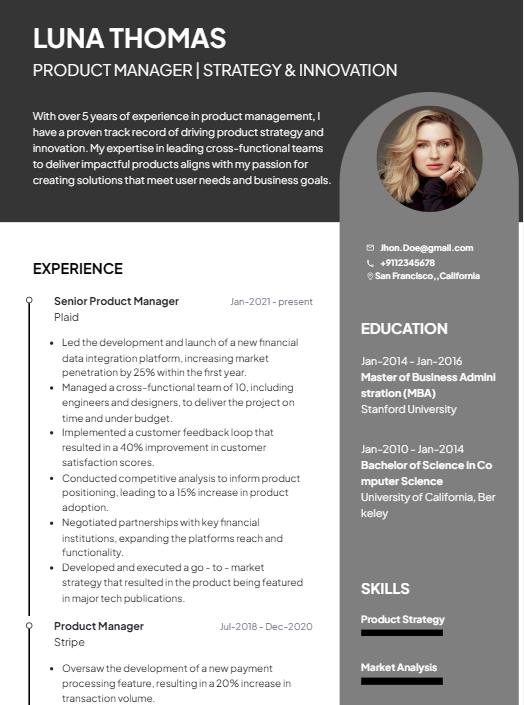 LUNA THOMAS
PRODUCT MANAGER | STRATEGY & INNOVATION
With over 5 years of experience in product management, I
have a proven track record of driving product strategy and
innovation. My expertise in leading cross-functional teams
to deliver impactful products aligns with my passion for
creating solutions that meet user needs and business goals.
Jhon.Doe@gmail.com
+9112345678
San Francisco,,California
EXPERIENCE
Senior Product Manager
Jan-2021 - present
Plaid
• Led the development and launch of a new financial
data integration platform, increasing market
penetration by 25% within the first year.
• Managed a cross-functional team of 10, including
engineers and designers, to deliver the project on
time and under budget.
• Implemented a customer feedback loop that
resulted in a 40% improvement in customer
satisfaction scores.
• Conducted competitive analysis to inform product
positioning, leading to a 15% increase in product
adoption.
• Negotiated partnerships with key financial
institutions, expanding the platforms reach and
functionality.
• Developed and executed a go - to - market
strategy that resulted in the product being featured
in major tech publications.
Product Manager
Jul-2018 - Dec-2020
Stripe
• Oversaw the development of a new payment
processing feature, resulting in a 20% increase in
transaction volume.
EDUCATION
Jan-2014 - Jan-2016
Master of Business Admini
stration (MBA)
Stanford University
Jan-2010 - Jan-2014
Bachelor of Science in Co
mputer Science
University of California, Ber
keley
SKILLS
Product Strategy
Market Analysis